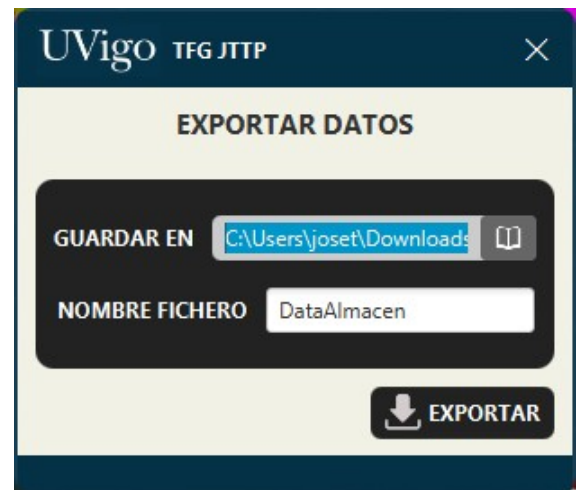 UVigo TFG JTTP
EXPORTAR DATOS
GUARDAR EN C:\Users\joset\Downloads
NOMBRE FICHERO DataAlmacen
EXPORTAR